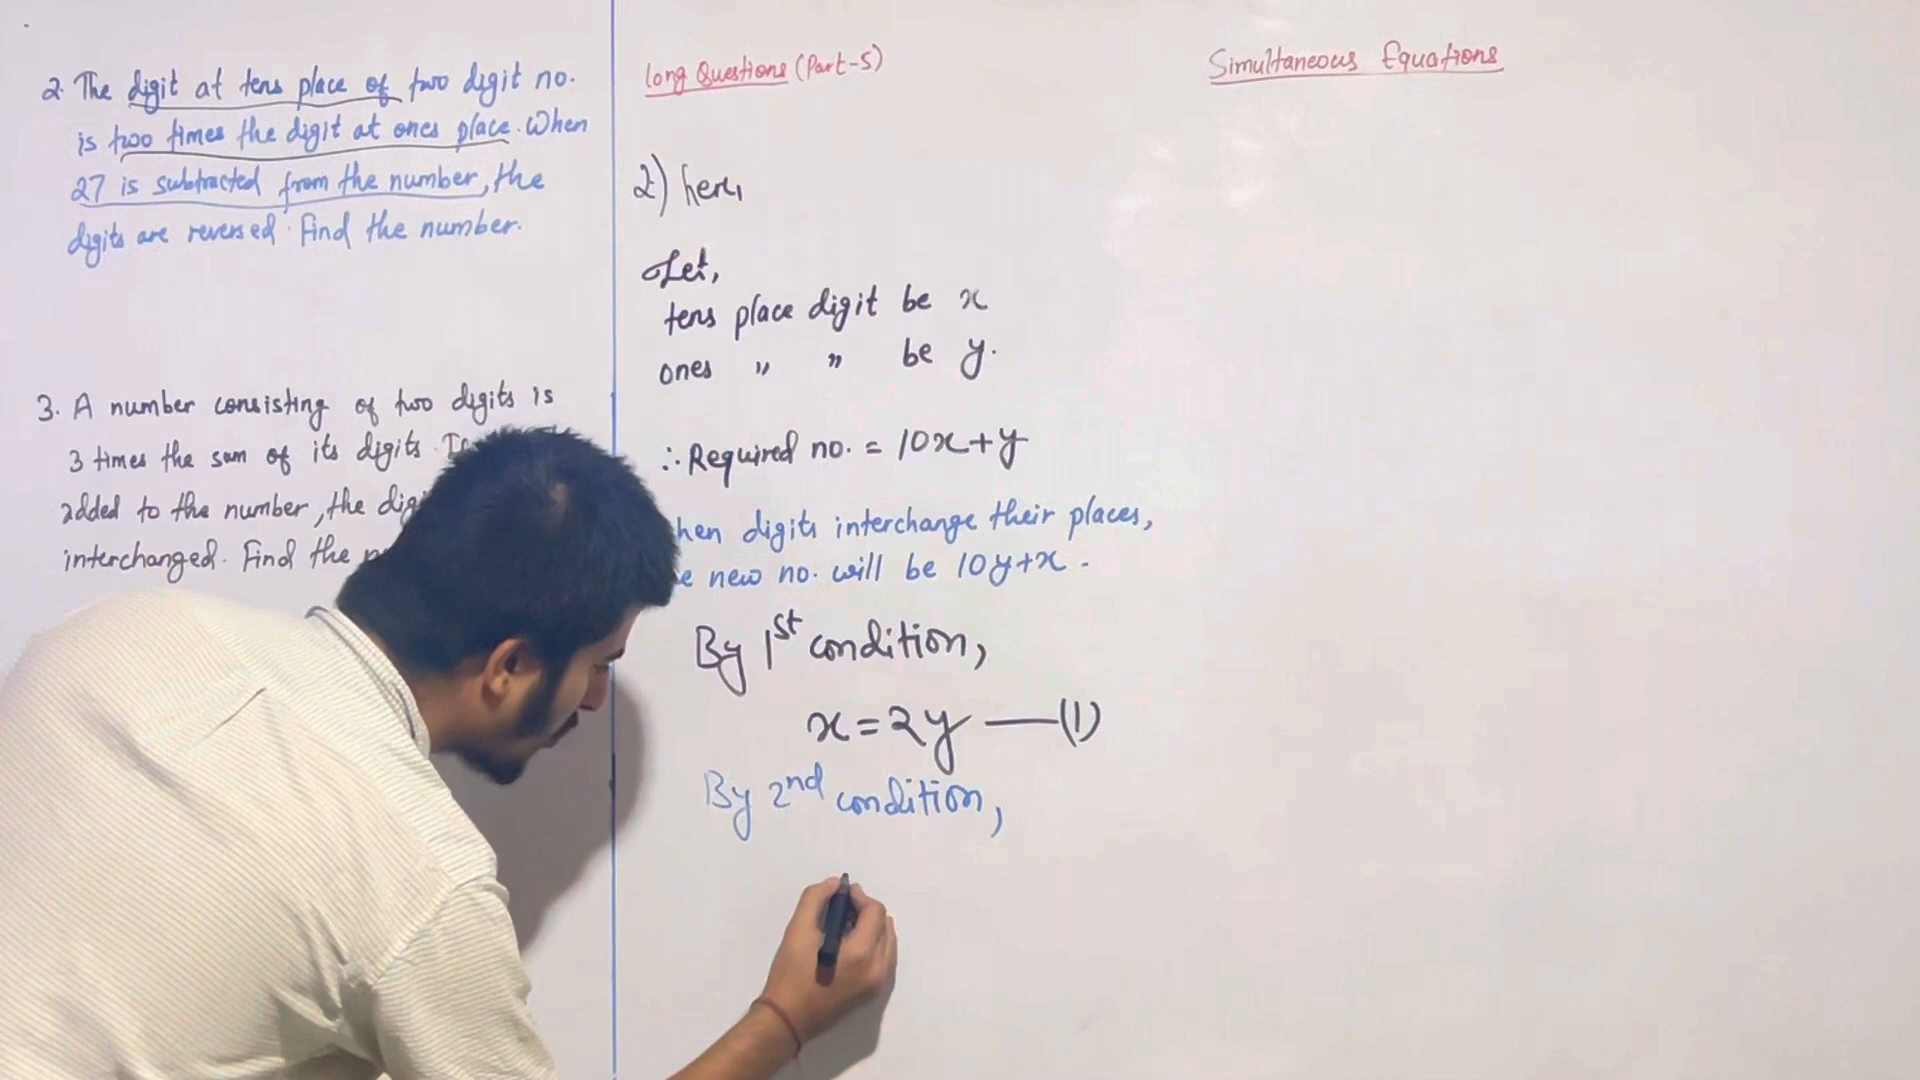 2. The digit at tens place of two digit no.
is two times the digit at ones place. When
27 is subtracted from the number, the
digits are reversed. Find the number.
3. A number consisting of two digits is
3 times the sum of its digits.
added to the number, the
interchanged. Find the
Long Questions (Part-5)
2) here,
Let,
tens place digit be x
ones " " be y.
∴ Required no. = 10x+y
hen digits interchange their places,
e new no. will be 10y+x.
By 1st condition,
x = 2y —(1)
By 2nd condition,
Simultaneous Equations